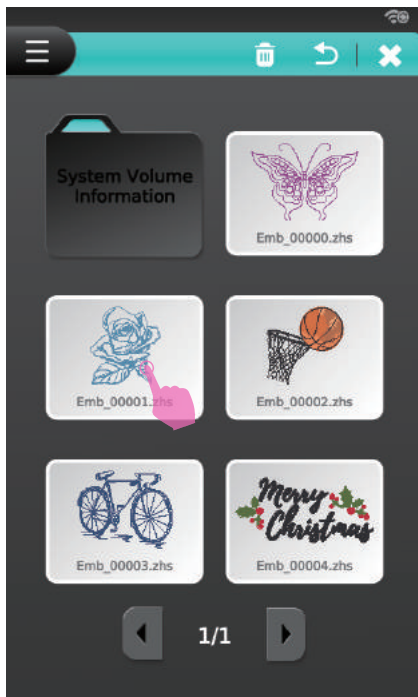 System Volume
Information
Emb_00000.zhs
Emb_00001.zhs
Emb_00002.zhs
Emb_00003.zhs
Merry
Christmas
Emb_00004.zhs
1/1